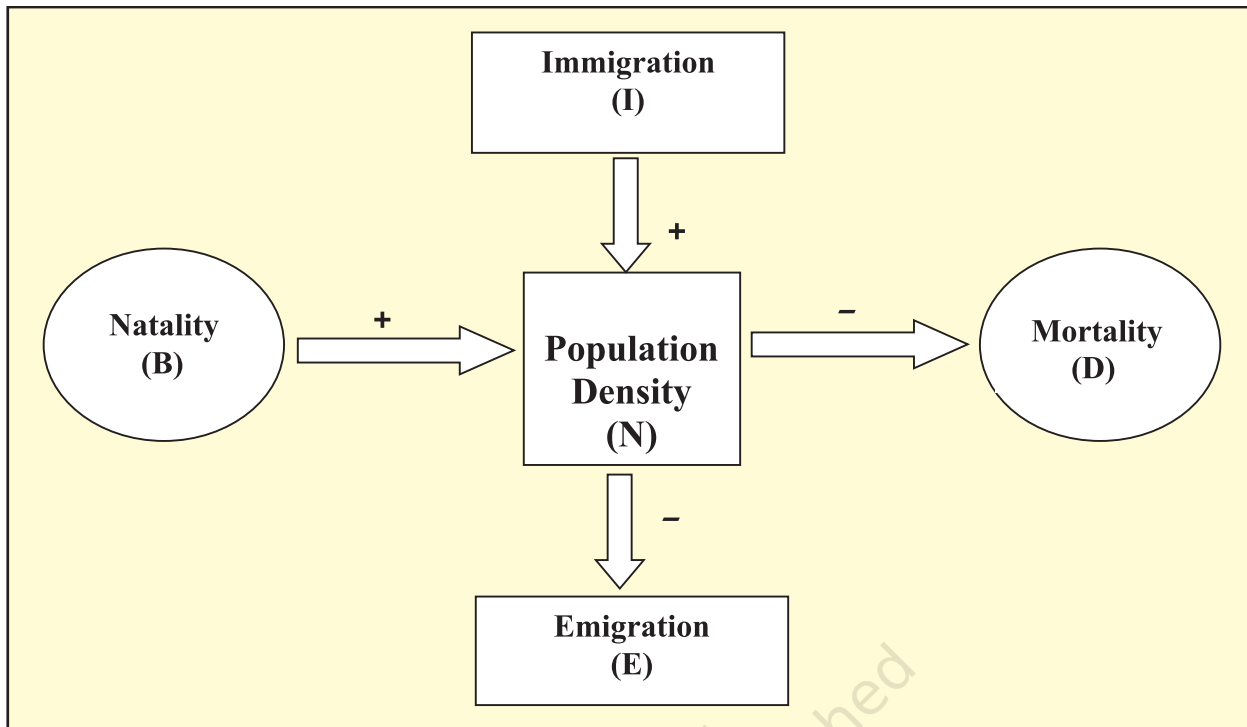 Immigration
(I)
+
Natality
(B)
+
Population
Density
(N)
–
Mortality
(D)
–
Emigration
(E)